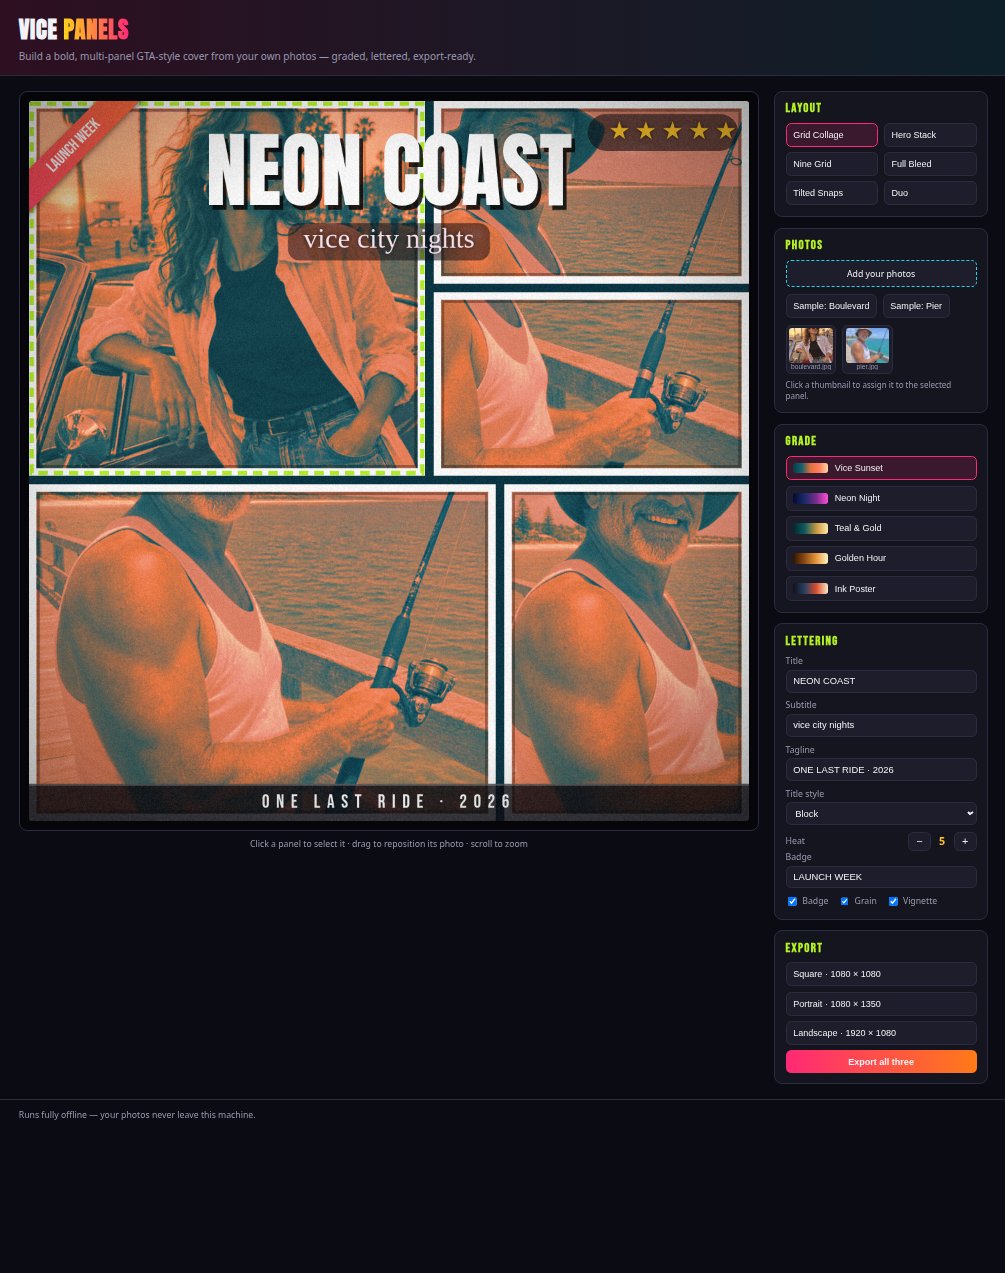 VICE PANELS
Build a bold, multi-panel GTA-style cover from your own photos — graded, lettered, export-ready.
LAUNCH WEEK
NEON COAST
vice city nights
ONE LAST RIDE · 2026
Click a panel to select it · drag to reposition its photo · scroll to zoom
LAYOUT
Grid Collage
Hero Stack
Nine Grid
Full Bleed
Tilted Snaps
Duo
PHOTOS
Add your photos
Sample: Boulevard
Sample: Pier
boulevard.jpg
pier.jpg
Click a thumbnail to assign it to the selected
panel.
GRADE
Vice Sunset
Neon Night
Teal & Gold
Golden Hour
Ink Poster
LETTERING
Title
NEON COAST
Subtitle
vice city nights
Tagline
ONE LAST RIDE · 2026
Title style
Block
Heat
− 5 +
Badge
LAUNCH WEEK
Badge
Grain
Vignette
EXPORT
Square · 1080 × 1080
Portrait · 1080 × 1350
Landscape · 1920 × 1080
Export all three
Runs fully offline — your photos never leave this machine.